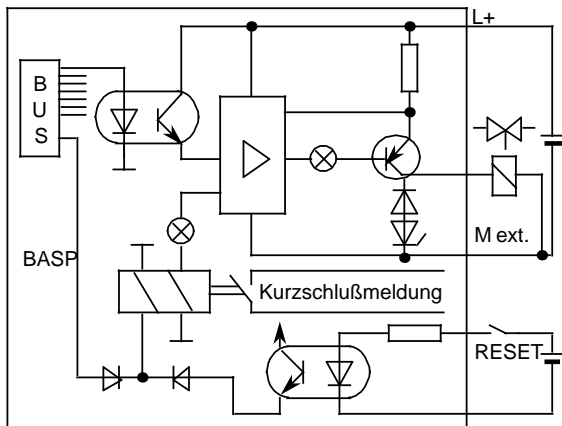 L+
B
U
S
M ext.
BASP
Kurzschlußmeldung
RESET